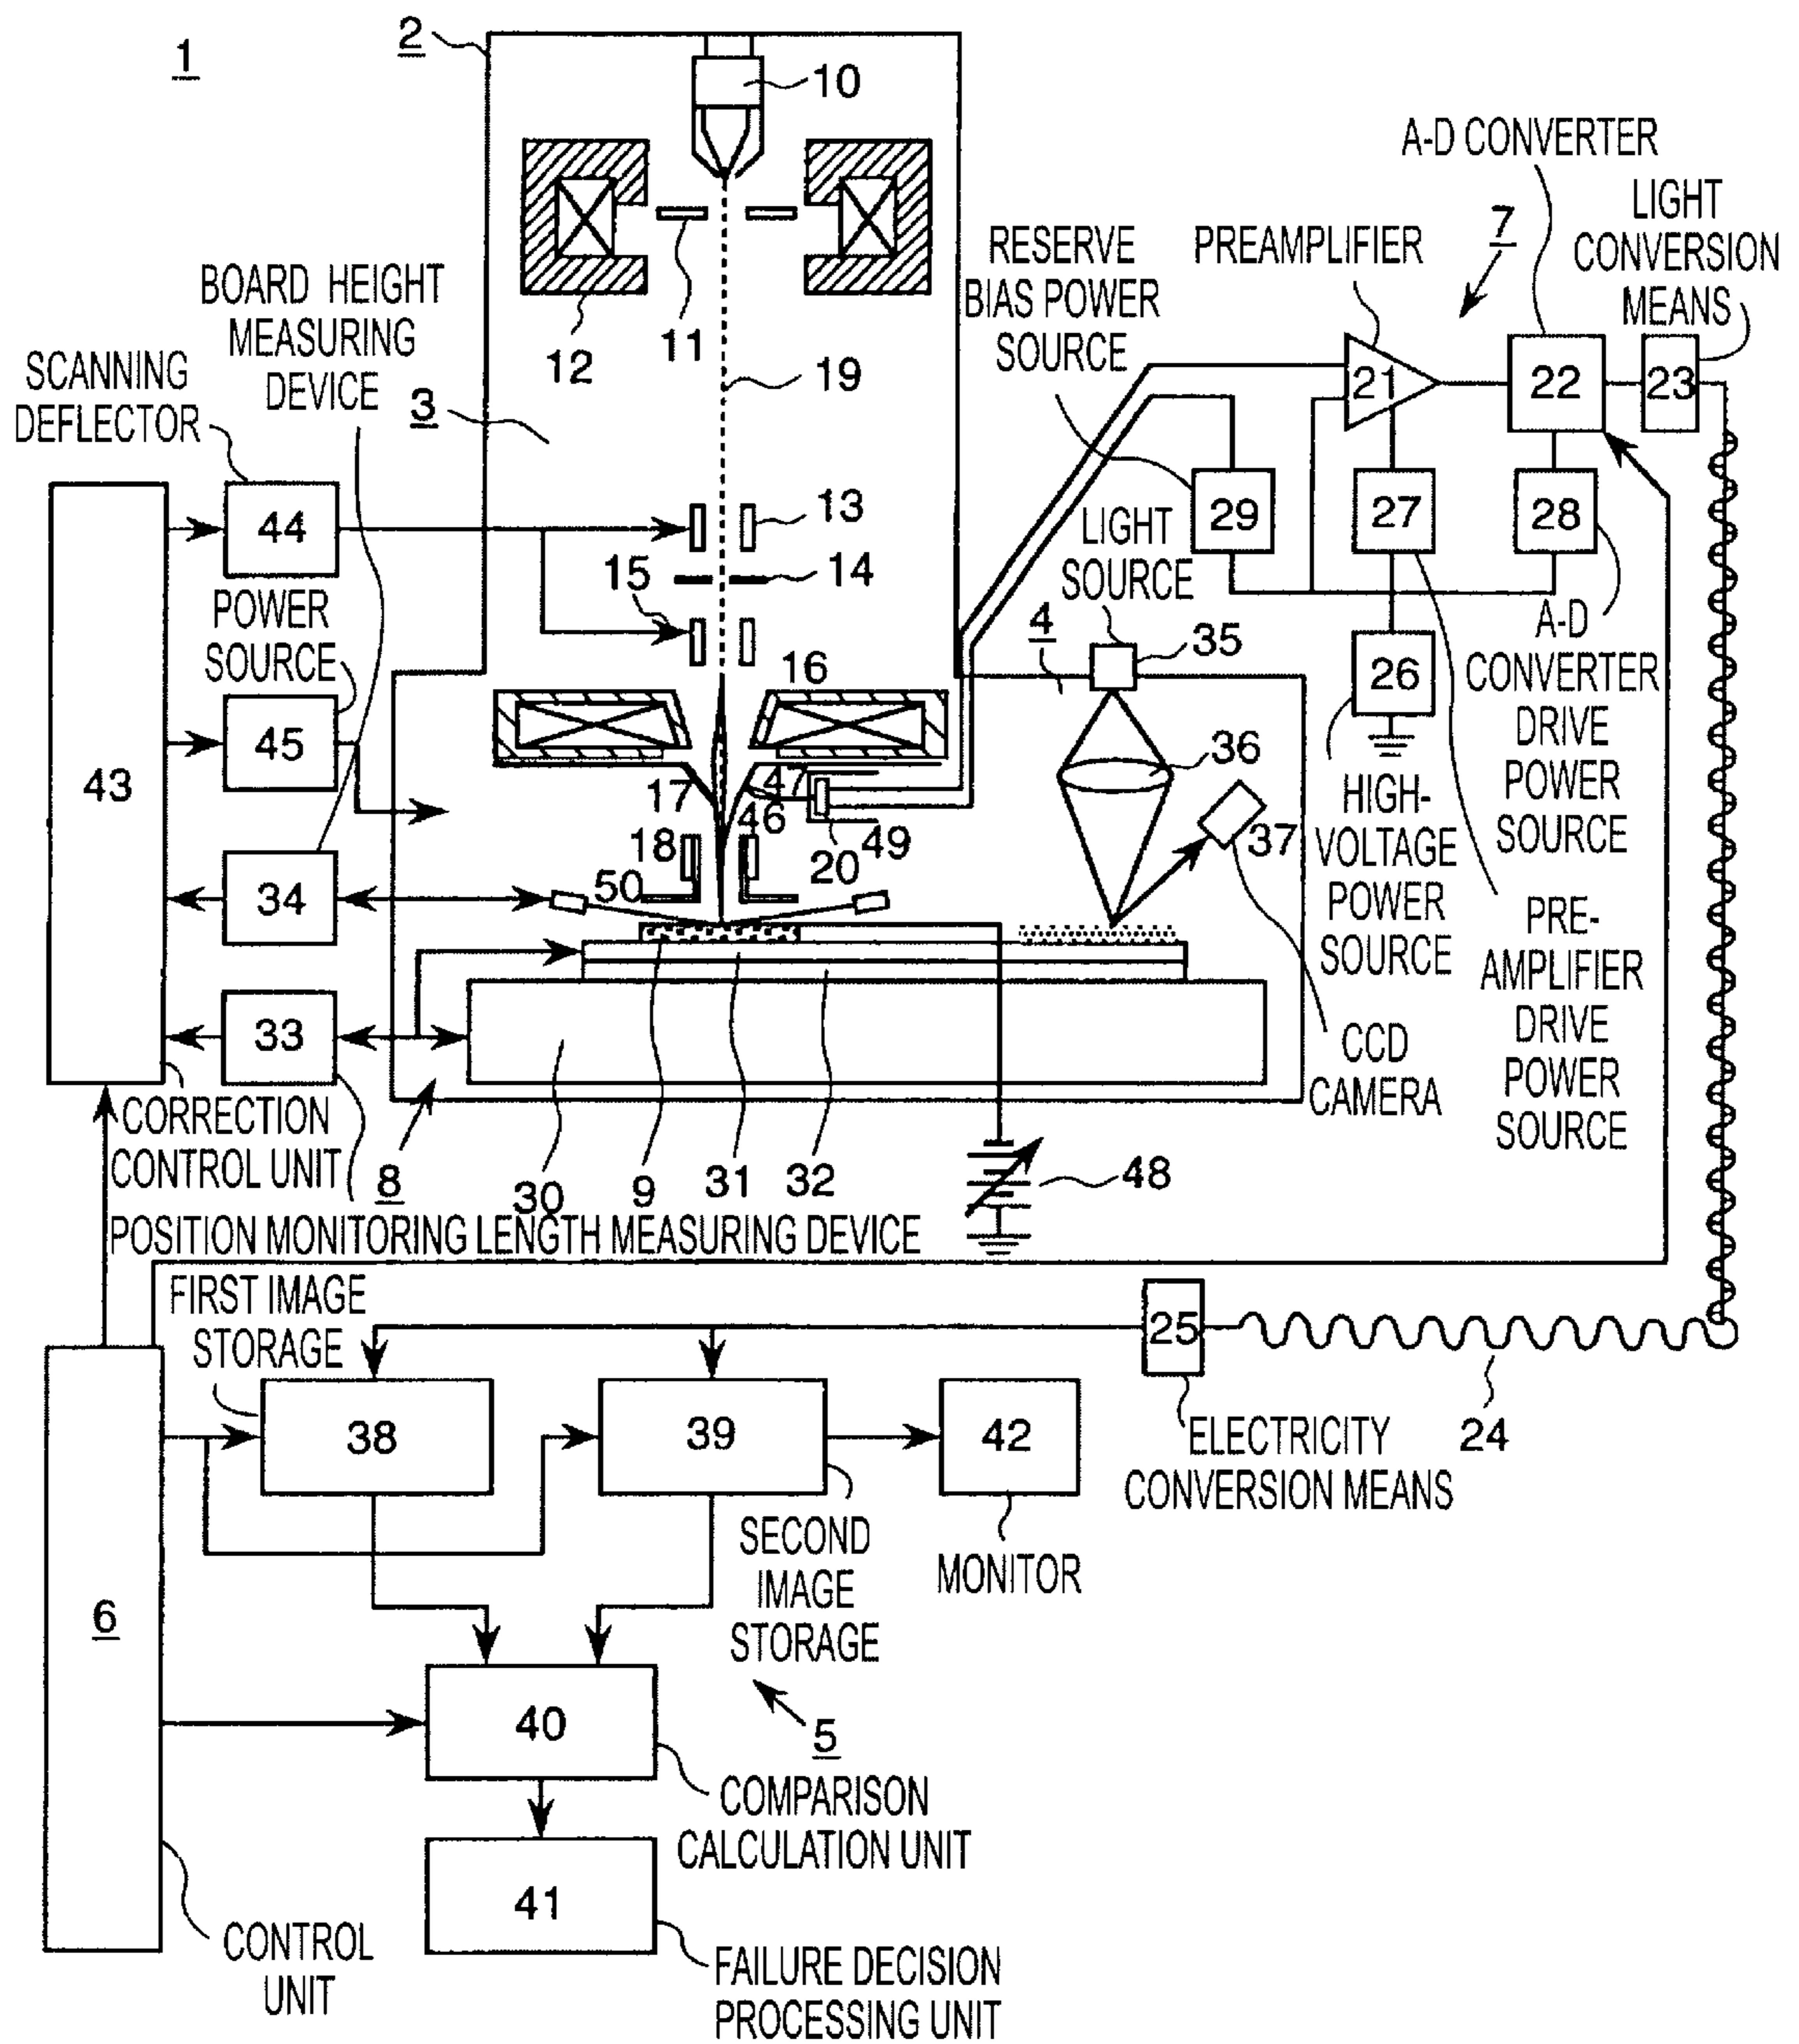 1
2
10
A-D CONVERTER
LIGHT
CONVERSION
MEANS
7
PREAMPLIFIER
RESERVE
BIAS POWER
SOURCE
BOARD HEIGHT
MEASURING
DEVICE
11
12
SCANNING
DEFLECTOR
19
3
21
22
23
44
13
29
27
28
LIGHT
SOURCE
14
15
POWER
SOURCE
4
35
26
A-D
CONVERTER
DRIVE
POWER
SOURCE
16
45
43
36
17
47
46
18
20
49
37
HIGH-
VOLTAGE
POWER
SOURCE
34
50
PRE-
AMPLIFIER
DRIVE
POWER
SOURCE
33
CCD
CAMERA
CORRECTION
CONTROL UNIT
8
30
9
31
32
48
POSITION MONITORING LENGTH MEASURING DEVICE
FIRST IMAGE
STORAGE
25
24
38
39
42
ELECTRICITY
CONVERSION MEANS
SECOND
IMAGE
STORAGE
MONITOR
6
40
5
COMPARISON
CALCULATION UNIT
41
CONTROL
UNIT
FAILURE DECISION
PROCESSING UNIT